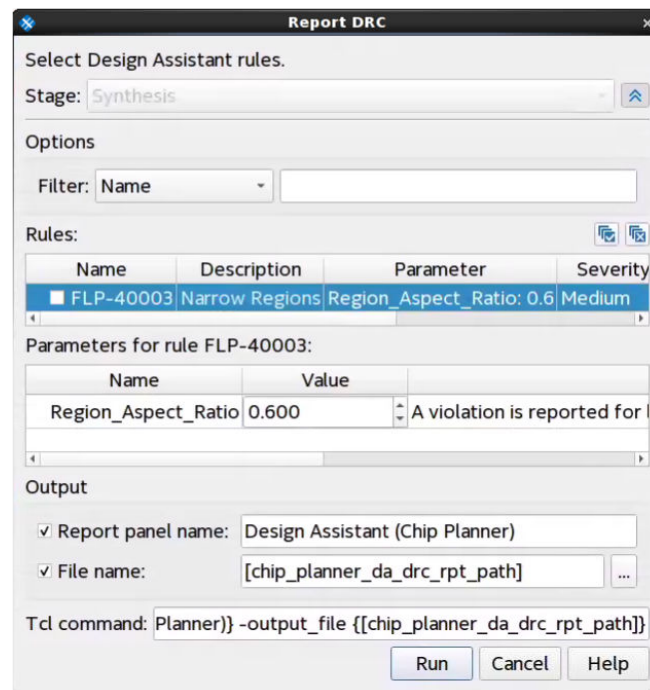 Report DRC
Select Design Assistant rules.
Stage: Synthesis
Options
Filter: Name
Rules:
Name Description Parameter Severity
FLP-40003 Narrow Regions Region_Aspect_Ratio: 0.6 Medium
Parameters for rule FLP-40003:
Name Value
Region_Aspect_Ratio 0.600 A violation is reported for
Output
Report panel name: Design Assistant (Chip Planner)
File name: [chip_planner_da_drc_rpt_path] ...
Tcl command: Planner)} -output_file {[chip_planner_da_drc_rpt_path]}
Run Cancel Help